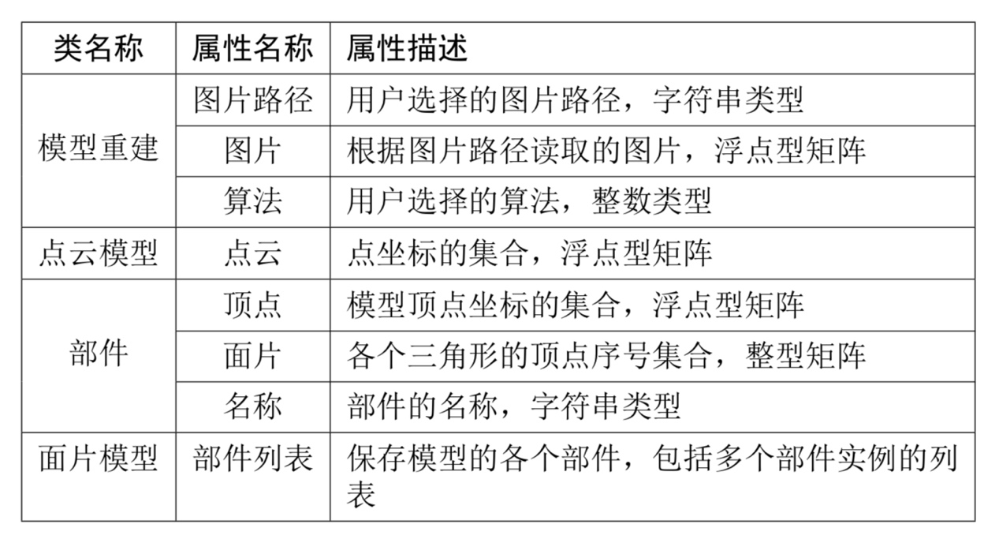 类名称 属性名称 属性描述
图片路径 用户选择的图片路径，字符串类型
模型重建 图片 根据图片路径读取的图片，浮点型矩阵
算法 用户选择的算法，整数类型
点云模型 点云 点坐标的集合，浮点型矩阵
顶点 模型顶点坐标的集合，浮点型矩阵
部件 面片 各个三角形的顶点序号集合，整型矩阵
名称 部件的名称，字符串类型
面片模型 部件列表 保存模型的各个部件，包括多个部件实例的列
表